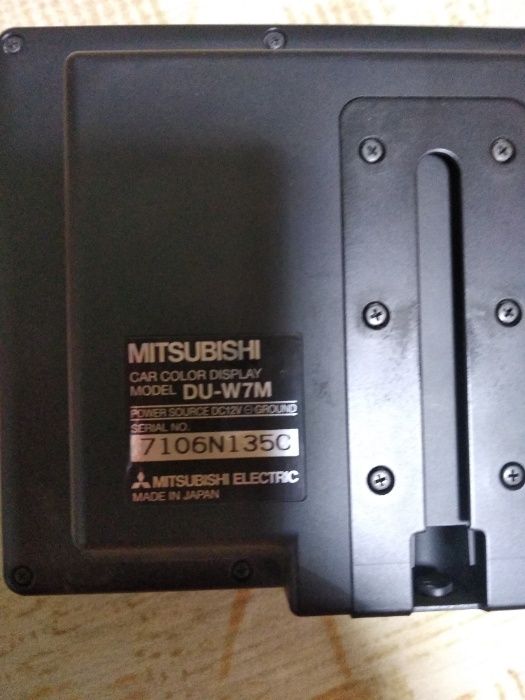 MITSUBISHI
CAR COLOR DISPLAY
MODEL DU-W7M
POWER SOURCE DC12V ⊖ GROUND
SERIAL NO.
7106N135C
MITSUBISHI ELECTRIC
MADE IN JAPAN